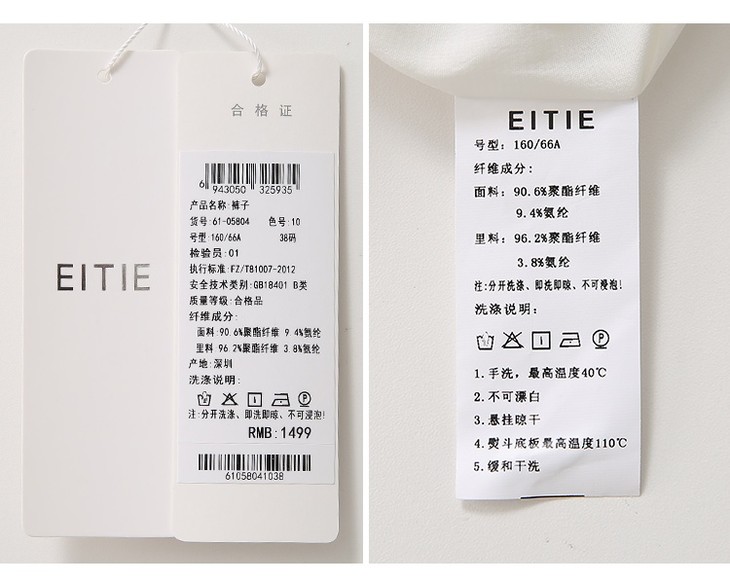 EITIE
合格证
6 943050 325935
产品名称:裤子
货号:61-05804 色号:10
号型:160/66A 38码
检验员:01
执行标准:FZ/T81007-2012
安全技术类别:GB18401 B类
质量等级:合格品
纤维成分:
面料:90.6%聚酯纤维 9.4%氨纶
里料:96.2%聚酯纤维 3.8%氨纶
产地:深圳
洗涤说明:
注:分开洗涤、即洗即晾、不可浸泡!
RMB:1499
61058041038
EITIE
号型：160/66A
纤维成分:
面料：90.6%聚酯纤维
9.4%氨纶
里料：96.2%聚酯纤维
3.8%氨纶
注:分开洗涤、即洗即晾、不可浸泡!
洗涤说明：
P
1.手洗，最高温度40℃
2.不可漂白
3.悬挂晾干
4.熨斗底板最高温度110℃
5.缓和干洗